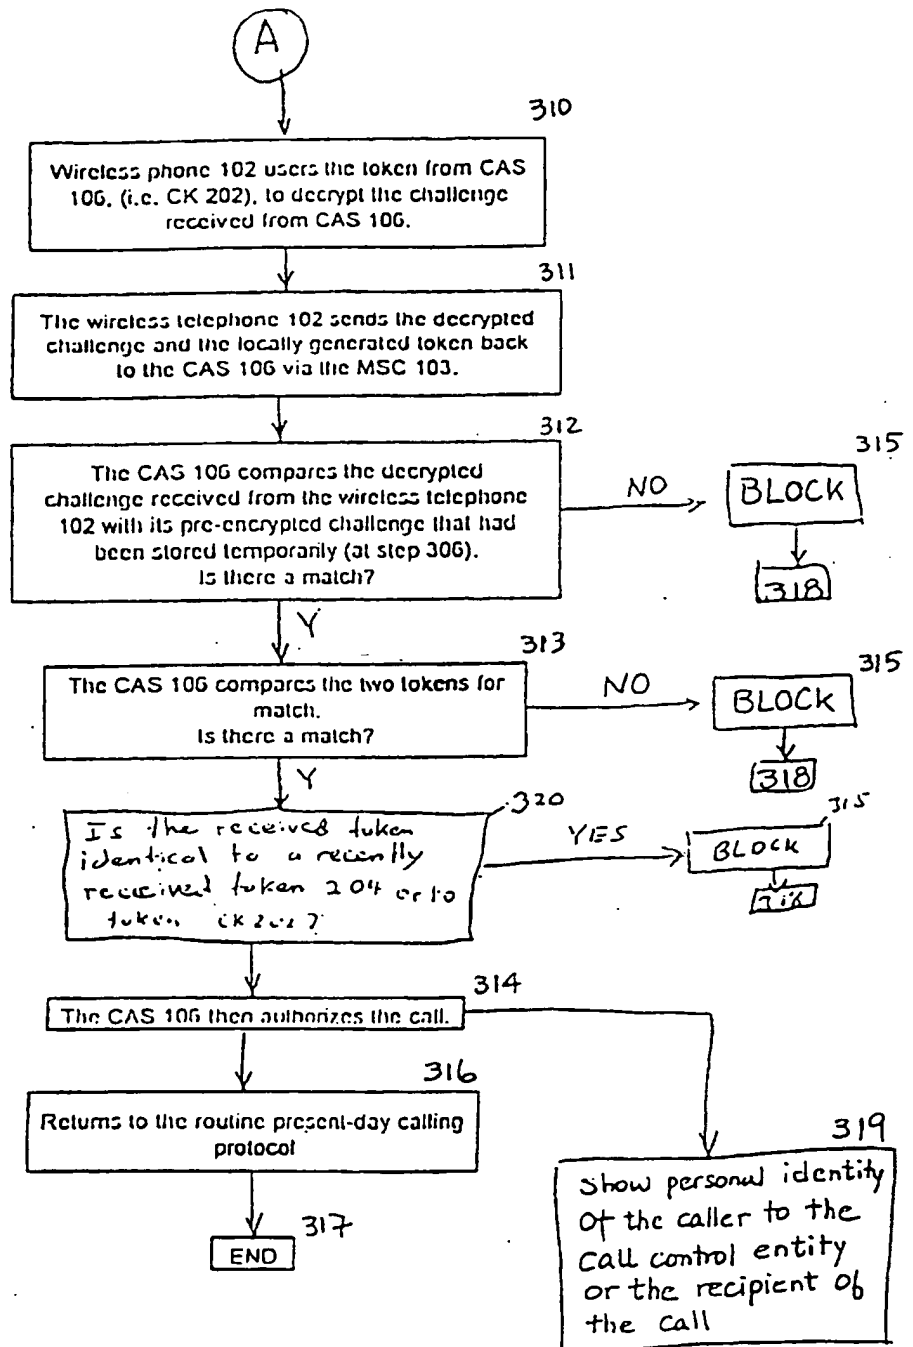 A
310
Wireless phone 102 users the token from CAS
106, (i.e. CK 202), to decrypt the challenge
received from CAS 106.
311
The wireless telephone 102 sends the decrypted
challenge and the locally generated token back
to the CAS 106 via the MSC 103.
312
The CAS 106 compares the decrypted
challenge received from the wireless telephone
102 with its pre-encrypted challenge that had
been stored temporarily (at step 306).
Is there a match?
NO
315
BLOCK
318
Y
313
The CAS 106 compares the two tokens for
match.
Is there a match?
NO
315
BLOCK
318
Y
320
Is the received token
identical to a recently
received token 204 or to
token CK202?
YES
315
BLOCK
314
The CAS 106 then authorizes the call.
316
Returns to the routine present-day calling
protocol
317
END
319
Show personal identity
of the caller to the
call control entity
or the recipient of
the call